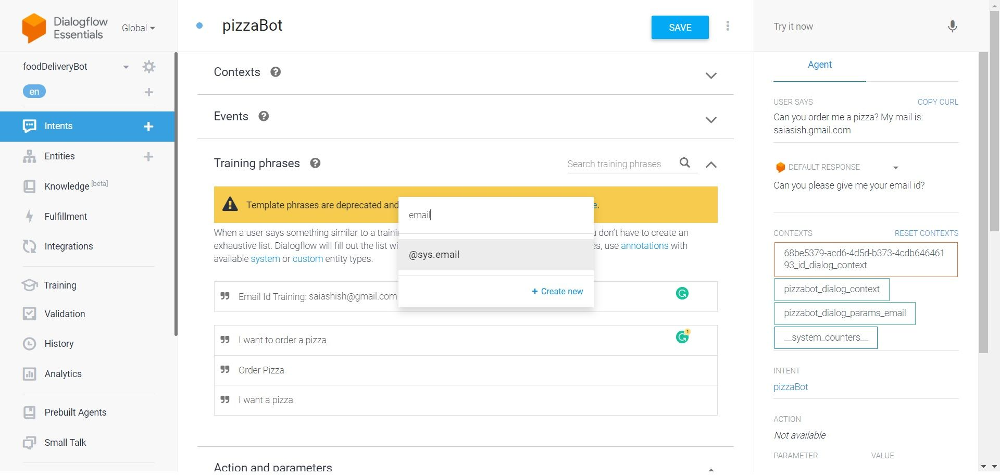 Dialogflow
Essentials
Global
foodDeliveryBot
en
Intents
Entities
Knowledge [beta]
Fulfillment
Integrations
Training
Validation
History
Analytics
Prebuilt Agents
Small Talk
pizzaBot
SAVE
Contexts
Events
Training phrases
Search training phrases
Template phrases are deprecated and
e.
When a user says something similar to a trainin
don't have to create an
exhaustive list. Dialogflow will fill out the list wi
es, use annotations with
available system or custom entity types.
email
@sys.email
+ Create new
Email Id Training: saiashish@gmail.com
I want to order a pizza
1
Order Pizza
I want a pizza
Action and parameters
Try it now
Agent
USER SAYS
COPY CURL
Can you order me a pizza? My mail is:
saiasish.gmail.com
DEFAULT RESPONSE
Can you please give me your email id?
CONTEXTS
RESET CONTEXTS
68be5379-acd6-4d5d-b373-4cdb646461
93_id_dialog_context
pizzabot_dialog_context
pizzabot_dialog_params_email
__system_counters__
INTENT
pizzaBot
ACTION
Not available
PARAMETER
VALUE